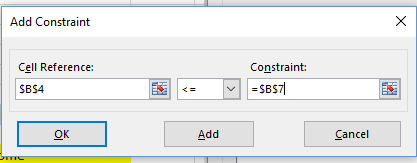 Add Constraint
Cell Reference: Constraint:
$B$4 <= =$B$7
OK Add Cancel